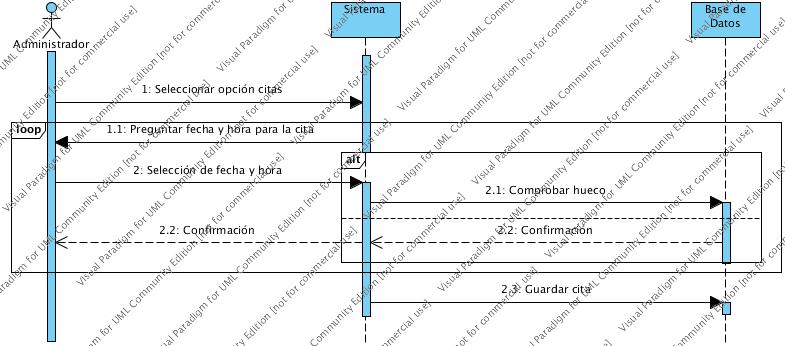 Sistema
Base de
Datos
Administrador
1: Seleccionar opción citas
loop
1.1: Preguntar fecha y hora para la cita
alt
2: Selección de fecha y hora
2.1: Comprobar hueco
2.2: Confirmación
2.2: Confirmación
2.3: Guardar cita
Visual Paradigm for UML Community Edition [not for commercial use]